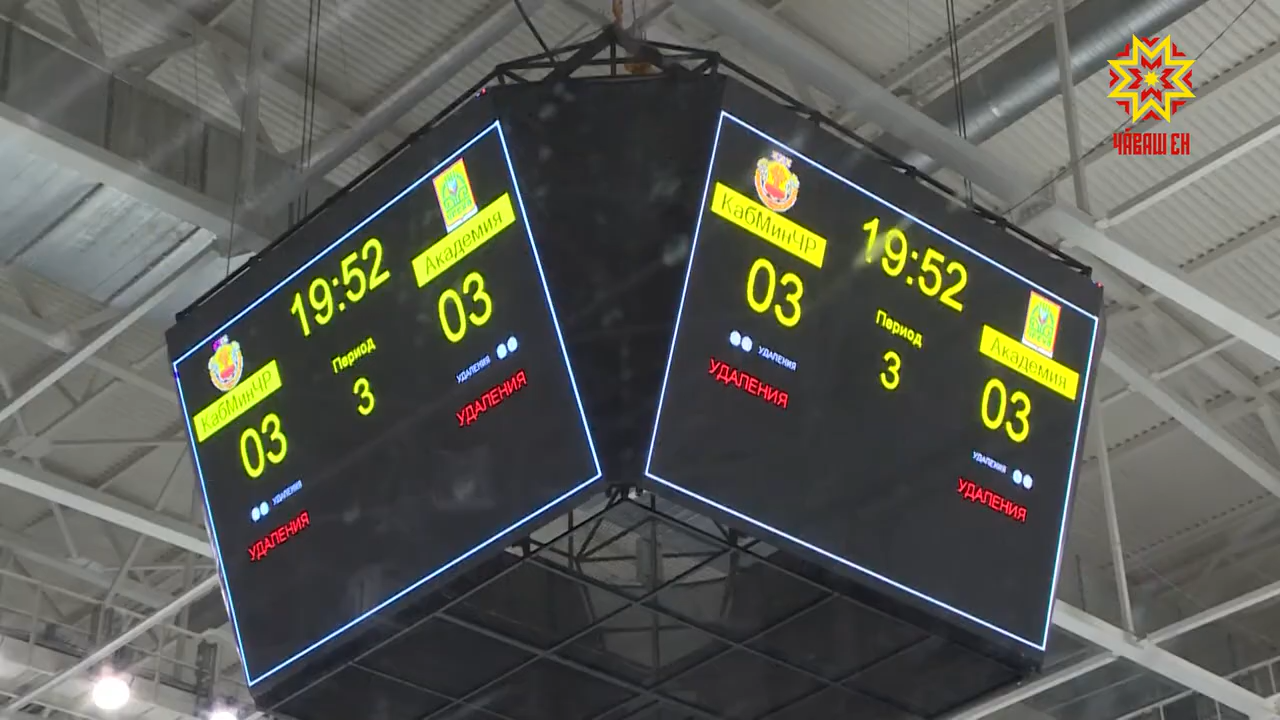 ЧӐВАШ ЕН
КабМинЧР
19:52
Академия
03
Период
3
03
УДАЛЕНИЯ
УДАЛЕНИЯ
УДАЛЕНИЯ
УДАЛЕНИЯ
КабМинЧР
19:52
Академия
03
Период
3
03
УДАЛЕНИЯ
УДАЛЕНИЯ
УДАЛЕНИЯ
УДАЛЕНИЯ